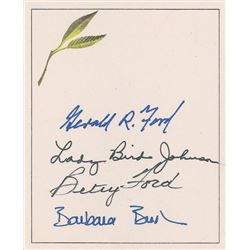 Gerald R. Ford
Lady Bird Johnson
Betty Ford
Barbara Bush